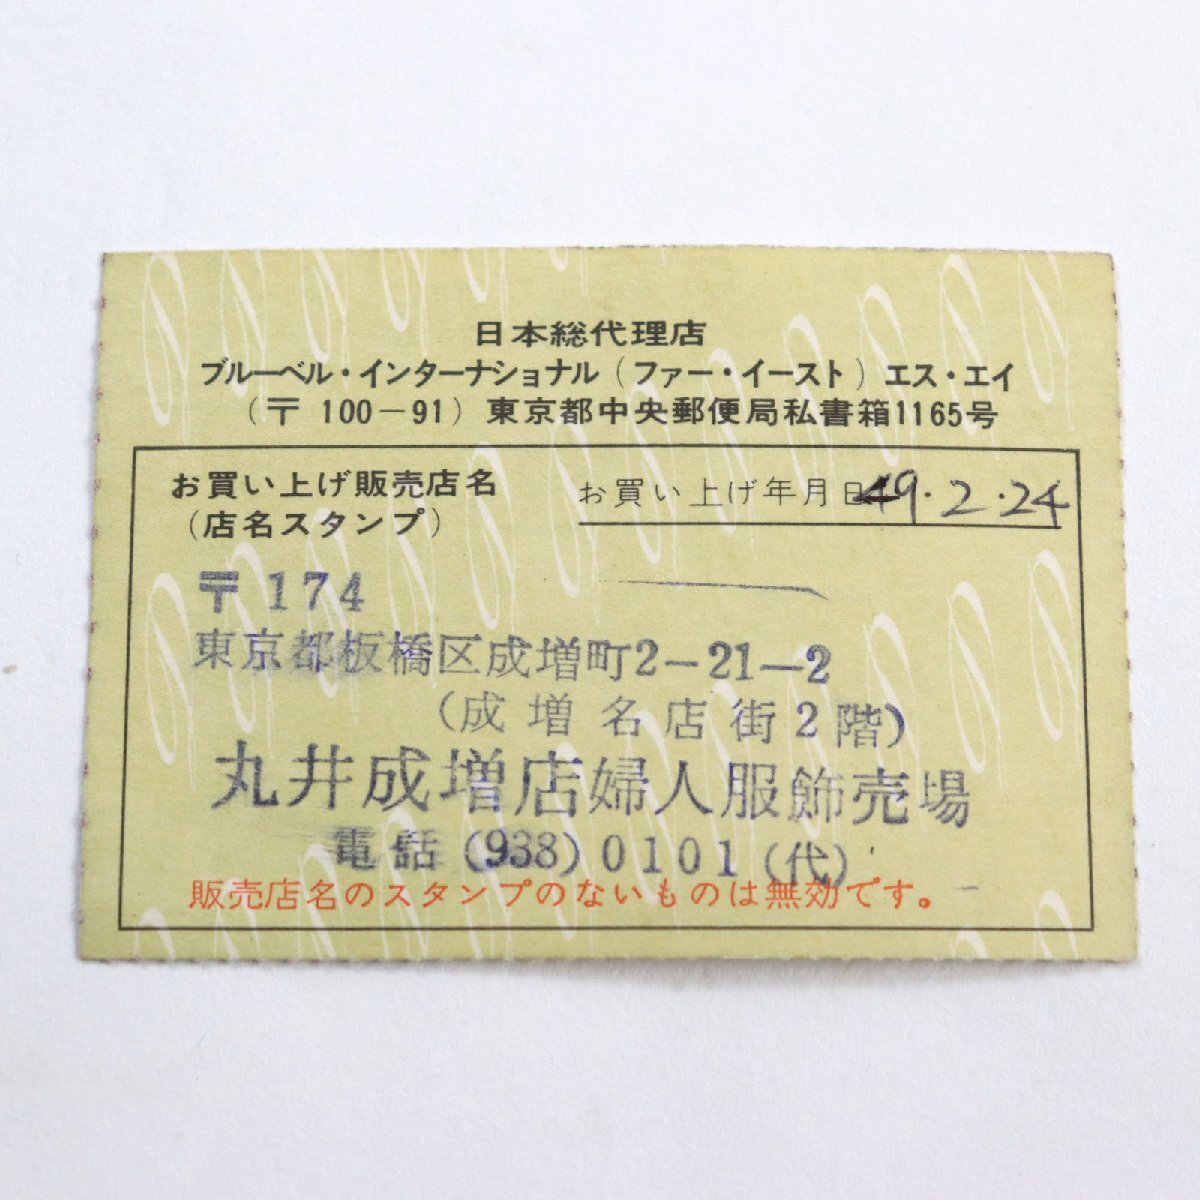 日本総代理店
ブルーベル・インターナショナル（ファー・イースト）エス・エイ
（〒 100－91）東京都中央郵便局私書箱1165号
お買い上げ販売店名
（店名スタンプ）
お買い上げ年月日 49.2.24
〒174
東京都板橋区成増町2－21－2
（成増名店街2階）
丸井成増店婦人服飾売場
電話（938）0101（代）
販売店名のスタンプのないものは無効です。